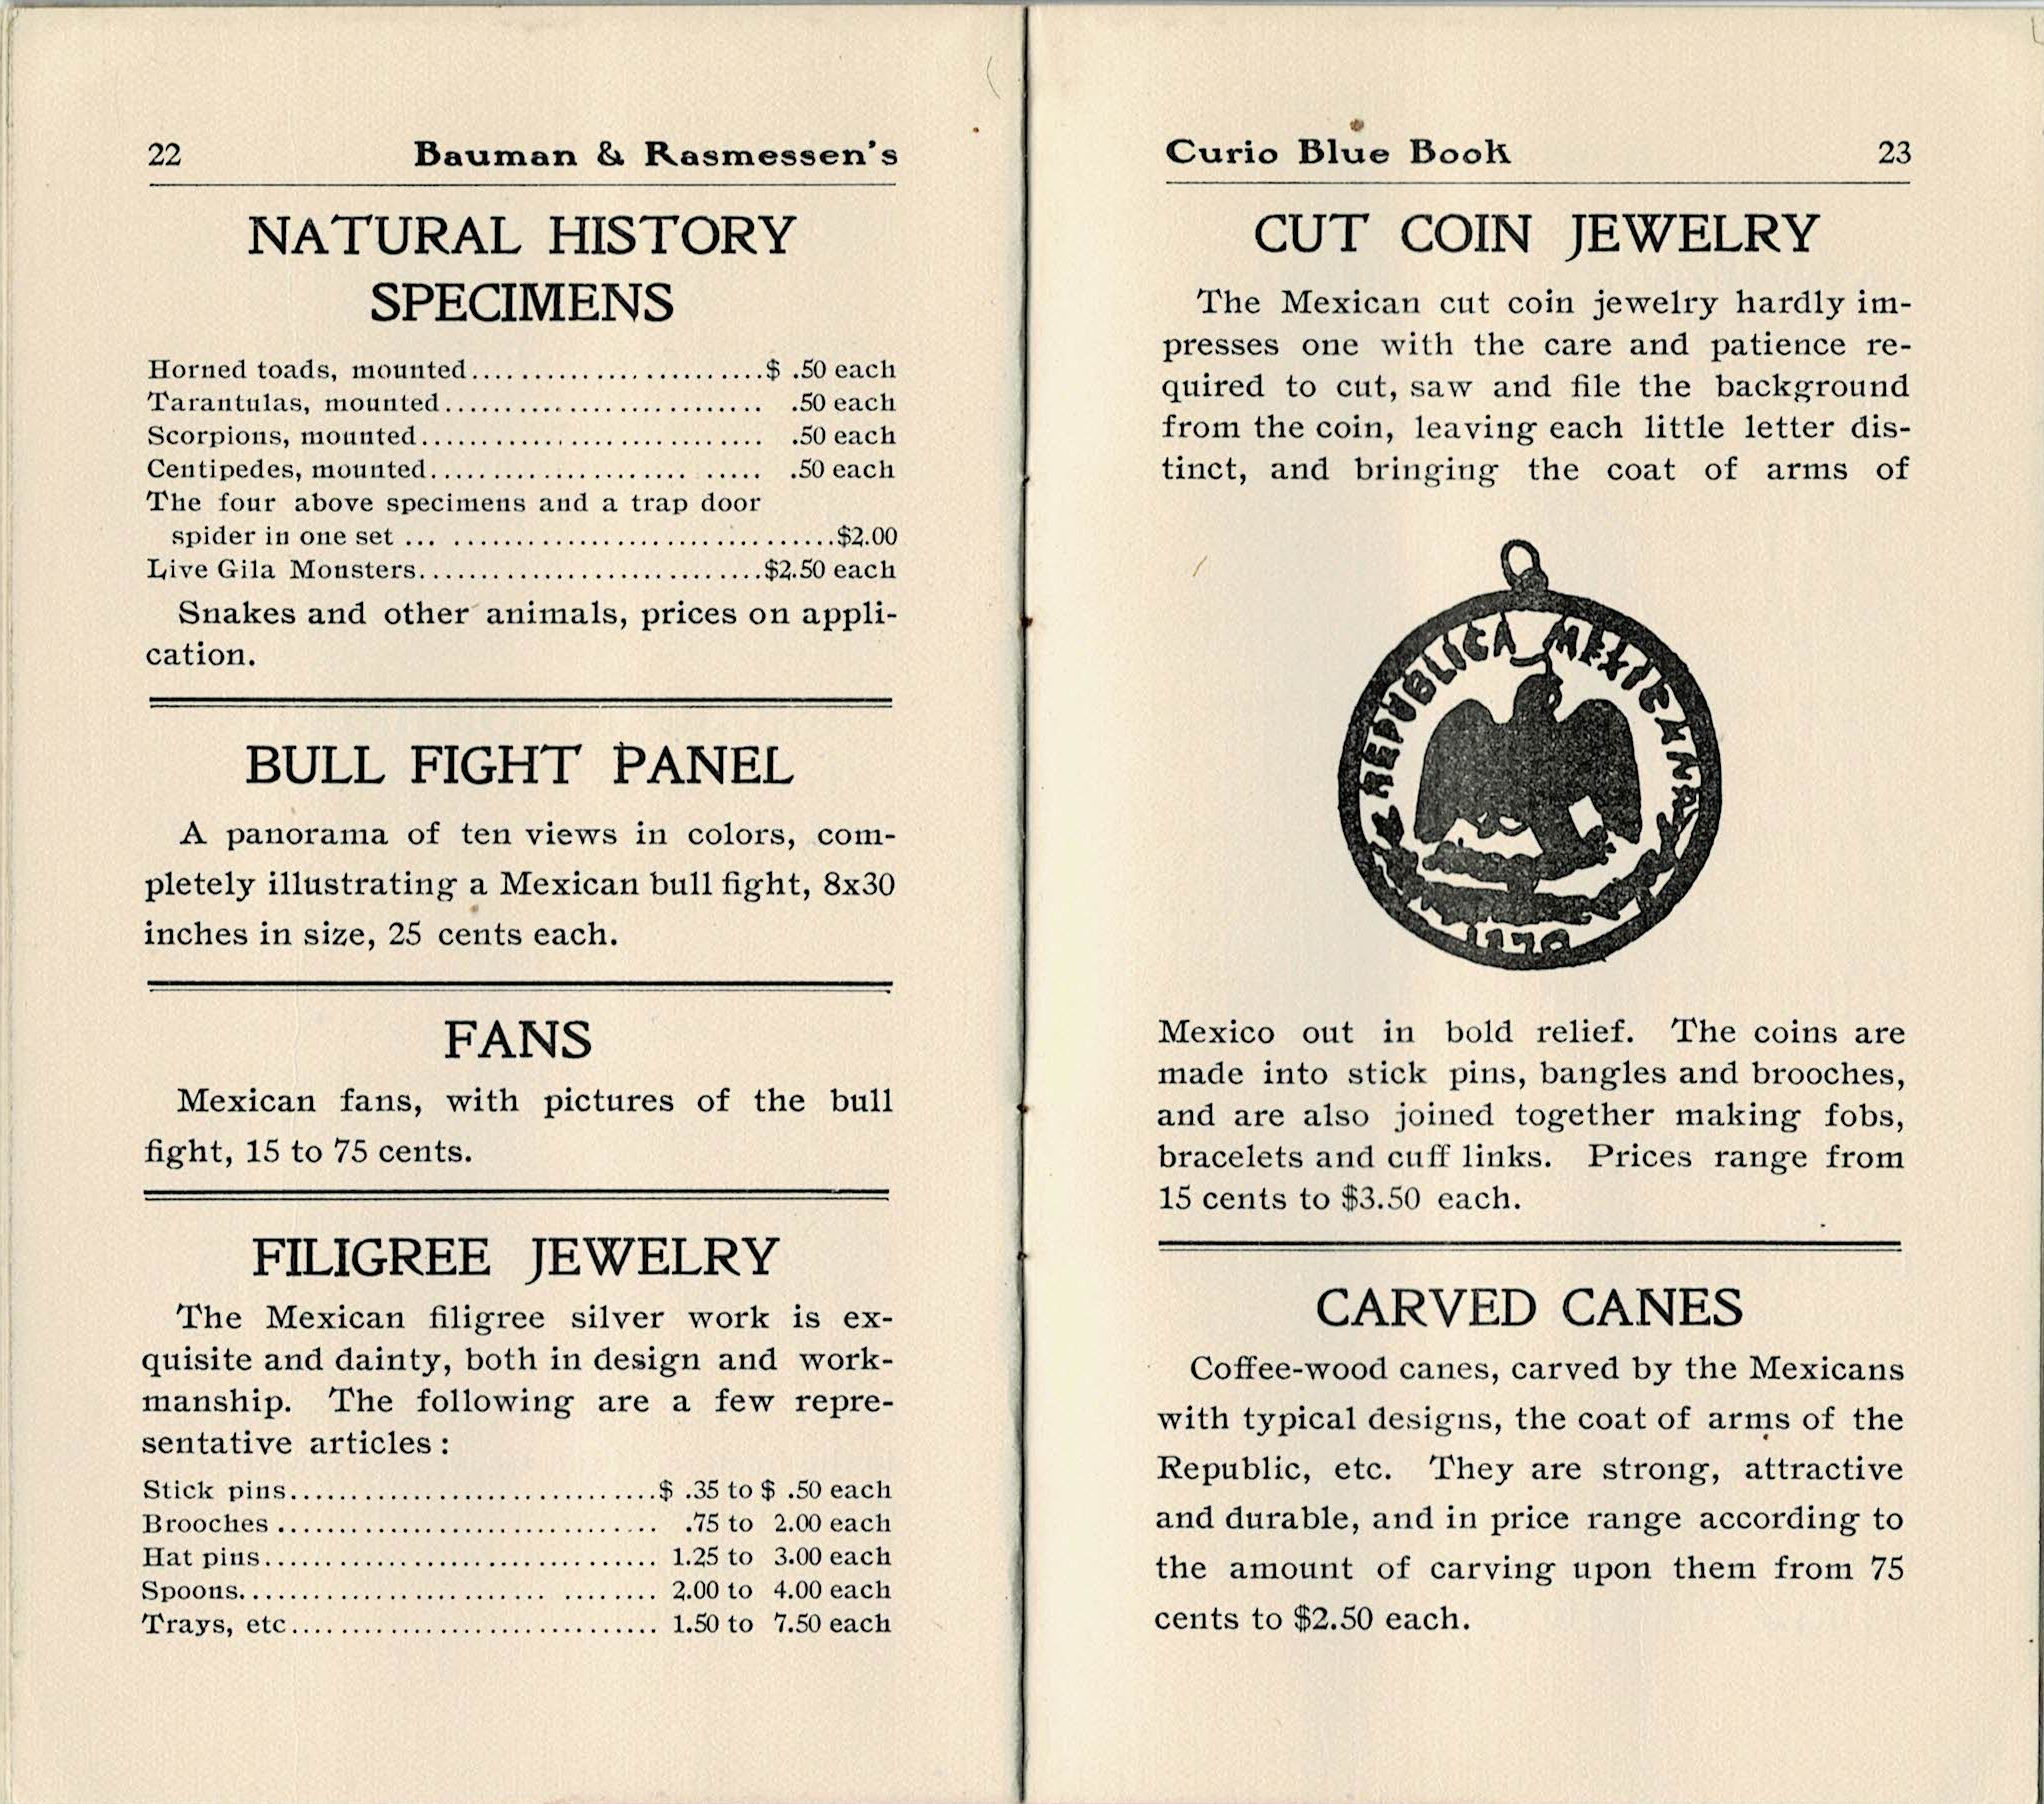 22 Bauman & Rasmessen's
NATURAL HISTORY
SPECIMENS
Horned toads, mounted........................$ .50 each
Tarantulas, mounted.......................... .50 each
Scorpions, mounted............................ .50 each
Centipedes, mounted..................... ..... .50 each
The four above specimens and a trap door
spider in one set ... ...............................$2.00
Live Gila Monsters............................$2.50 each
Snakes and other animals, prices on appli-
cation.
BULL FIGHT PANEL
A panorama of ten views in colors, com-
pletely illustrating a Mexican bull fight, 8x30
inches in size, 25 cents each.
FANS
Mexican fans, with pictures of the bull
fight, 15 to 75 cents.
FILIGREE JEWELRY
The Mexican filigree silver work is ex-
quisite and dainty, both in design and work-
manship. The following are a few repre-
sentative articles:
Stick pins..............................$ .35 to $ .50 each
Brooches ............................... .75 to 2.00 each
Hat pins................................ 1.25 to 3.00 each
Spoons......................... ........ 2.00 to 4.00 each
Trays, etc.............................. 1.50 to 7.50 each
Curio Blue Book 23
CUT COIN JEWELRY
The Mexican cut coin jewelry hardly im-
presses one with the care and patience re-
quired to cut, saw and file the background
from the coin, leaving each little letter dis-
tinct, and bringing the coat of arms of
REPUBLICA MEXICANA
Mexico out in bold relief. The coins are
made into stick pins, bangles and brooches,
and are also joined together making fobs,
bracelets and cuff links. Prices range from
15 cents to $3.50 each.
CARVED CANES
Coffee-wood canes, carved by the Mexicans
with typical designs, the coat of arms of the
Republic, etc. They are strong, attractive
and durable, and in price range according to
the amount of carving upon them from 75
cents to $2.50 each.